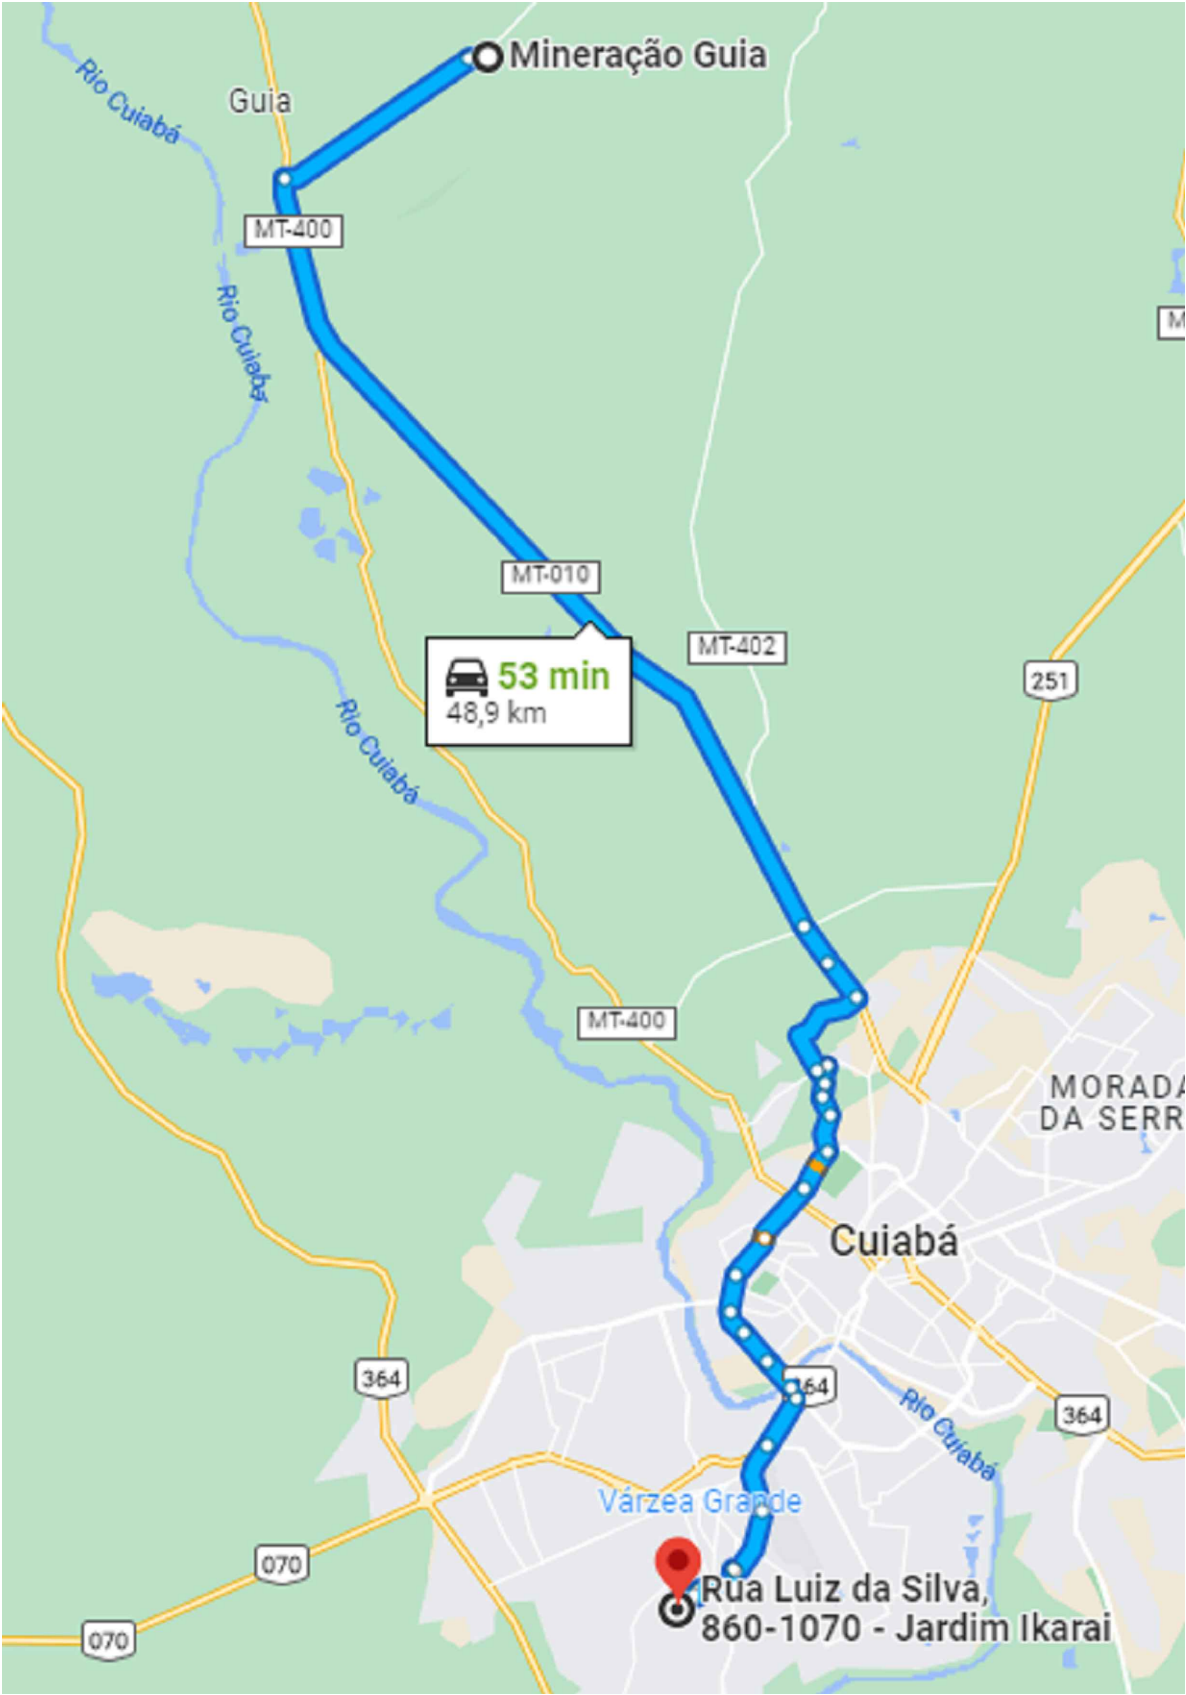 Mineração Guia
Rio Cuiabá
Guia
MT-400
Rio Cuiabá
M
MT-010
MT-402
53 min
48,9 km
251
Rio Cuiabá
MT-400
MORADA
DA SERR
Cuiabá
364
364
Rio Cuiabá
364
Várzea Grande
070
Rua Luiz da Silva,
860-1070 - Jardim Ikarai
070